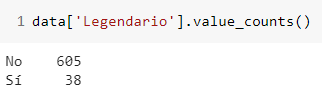 1 data['Legendario'].value_counts()
No 605
Sí 38